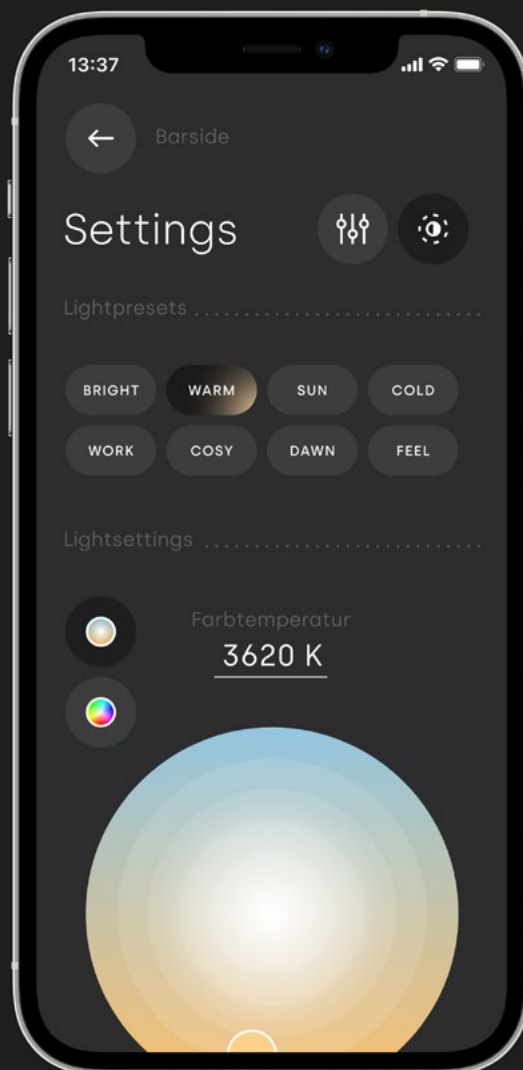 13:37
Barside
Settings
Lightpresets
BRIGHT WARM SUN COLD
WORK COSY DAWN FEEL
Lightsettings
Farbtemperatur
3620 K